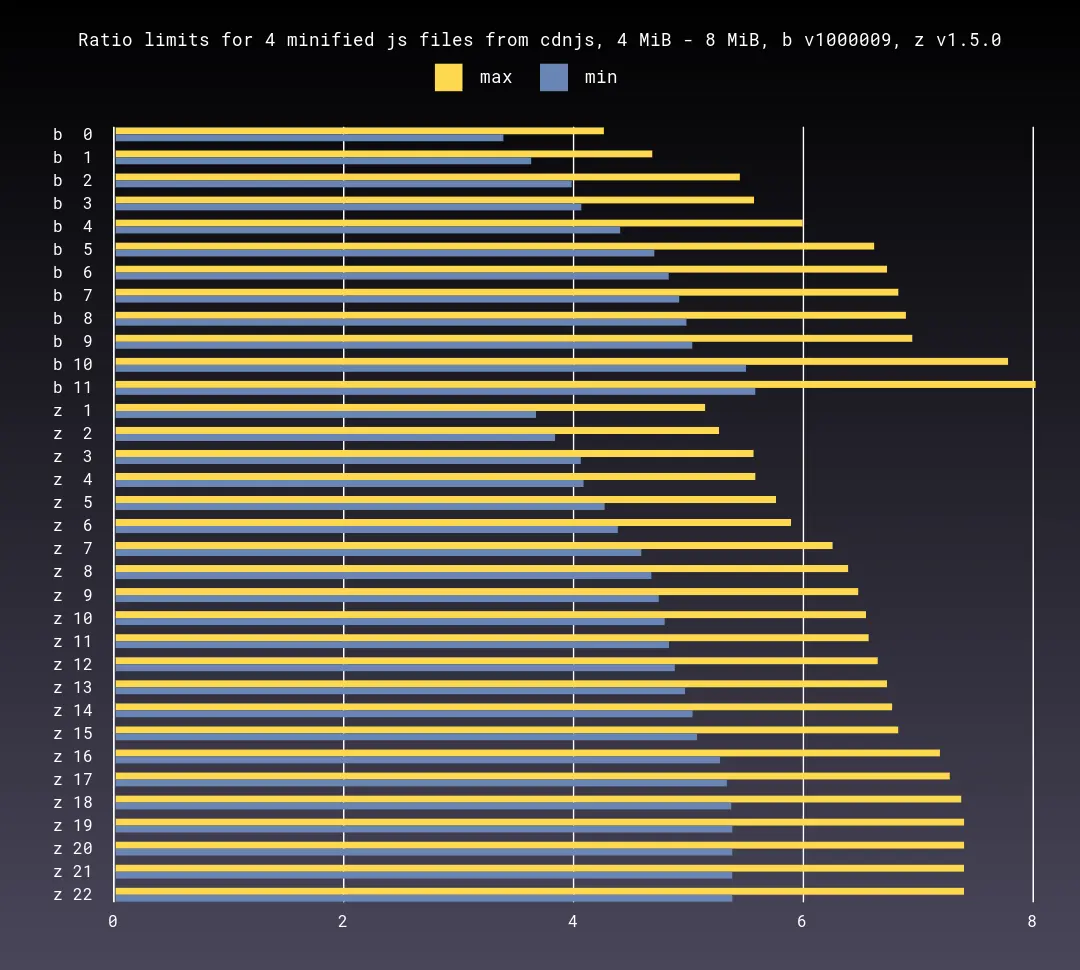 Ratio limits for 4 minified js files from cdnjs, 4 MiB - 8 MiB, b v1000009, z v1.5.0
max min
b 0
b 1
b 2
b 3
b 4
b 5
b 6
b 7
b 8
b 9
b 10
b 11
z 1
z 2
z 3
z 4
z 5
z 6
z 7
z 8
z 9
z 10
z 11
z 12
z 13
z 14
z 15
z 16
z 17
z 18
z 19
z 20
z 21
z 22
0 2 4 6 8